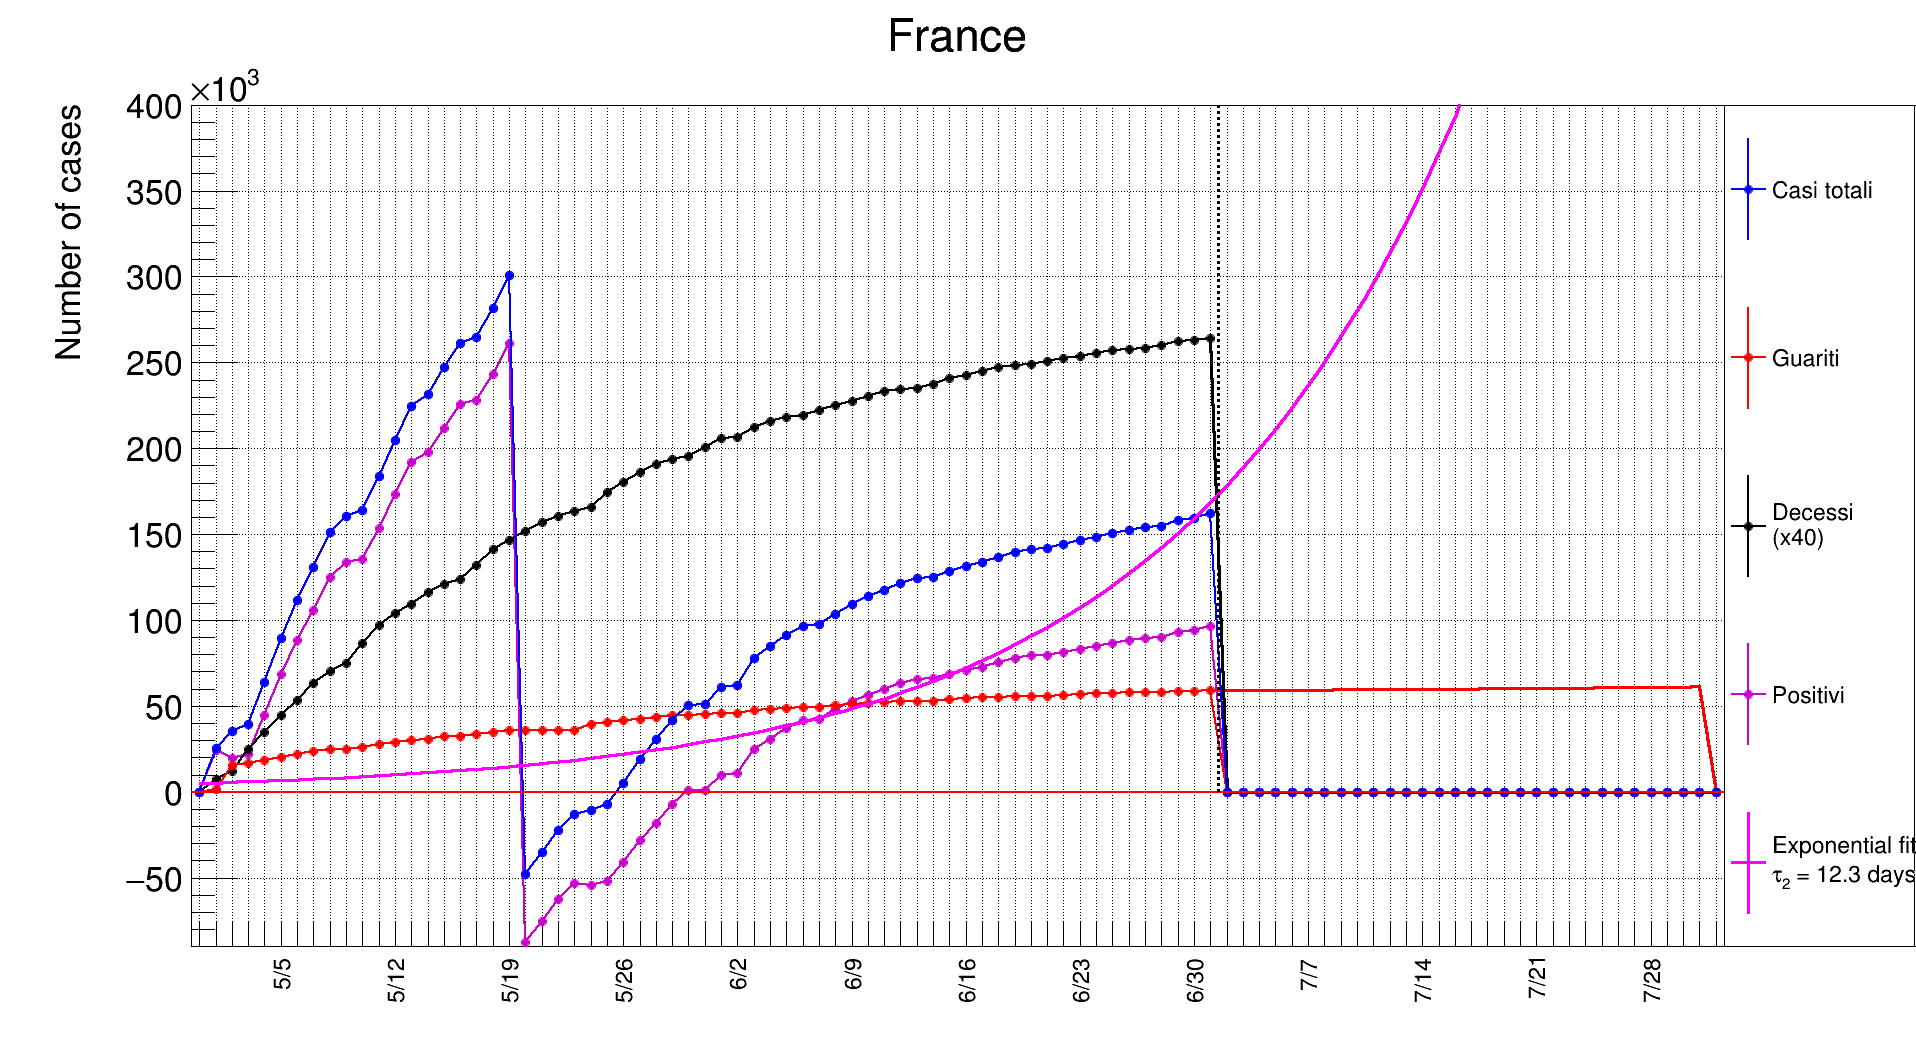 France
×10³
Number of cases
400
350
300
250
200
150
100
50
0
−50
5/5
5/12
5/19
5/26
6/2
6/9
6/16
6/23
6/30
7/7
7/14
7/21
7/28
Casi totali
Guariti
Decessi
(x40)
Positivi
Exponential fit
τ₂ = 12.3 days